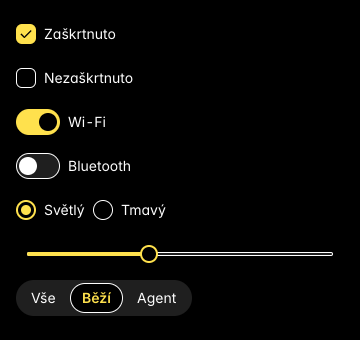 Zaškrtnuto
Nezaškrtnuto
Wi-Fi
Bluetooth
Světlý Tmavý
Vše Běží Agent